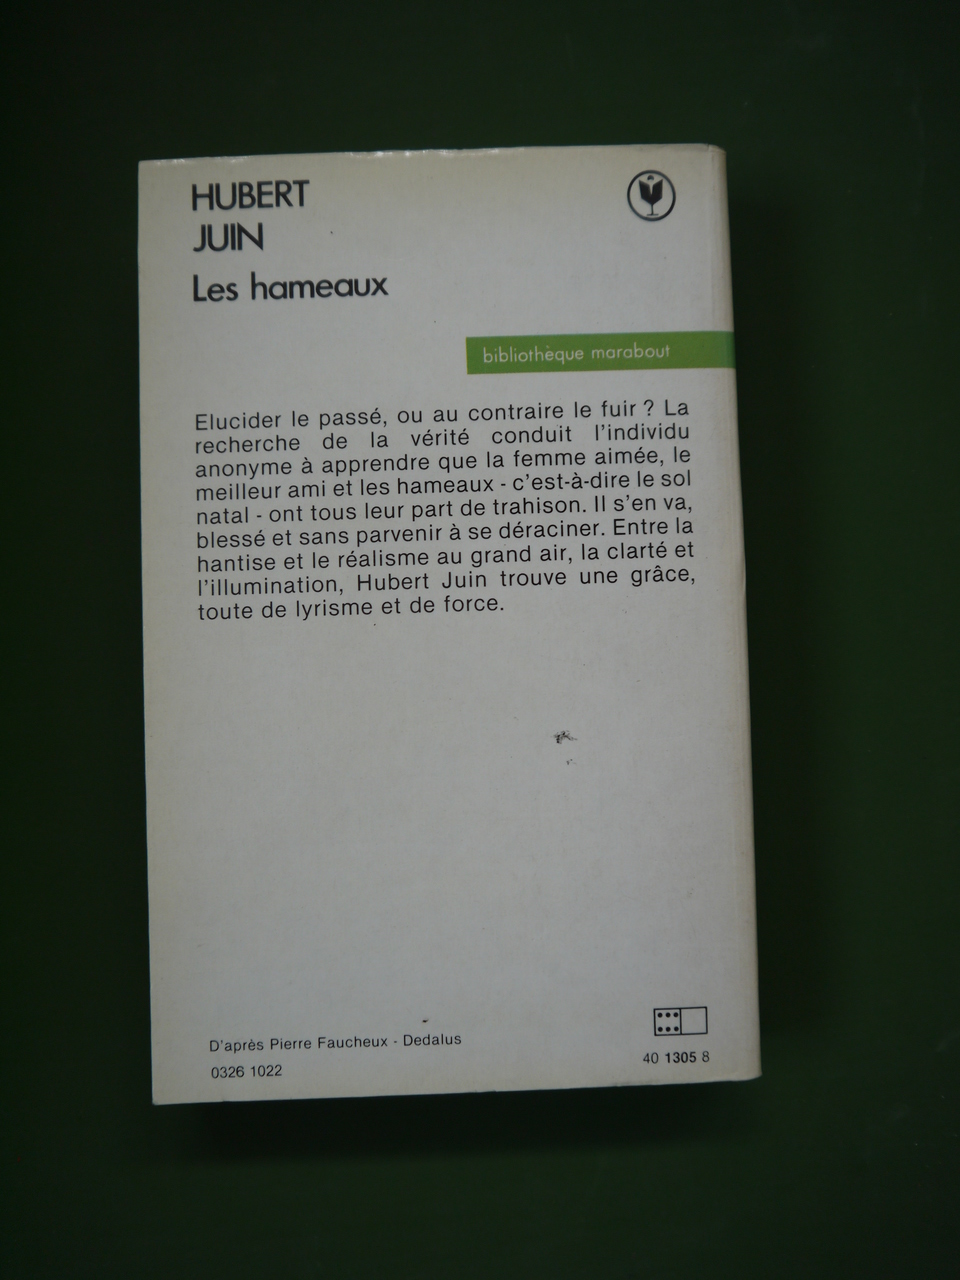 HUBERT
JUIN
Les hameaux
bibliothèque marabout
Elucider le passé, ou au contraire le fuir ? La
recherche de la vérité conduit l'individu
anonyme à apprendre que la femme aimée, le
meilleur ami et les hameaux - c'est-à-dire le sol
natal - ont tous leur part de trahison. Il s'en va,
blessé et sans parvenir à se déraciner. Entre la
hantise et le réalisme au grand air, la clarté et
l'illumination, Hubert Juin trouve une grâce,
toute de lyrisme et de force.
D'après Pierre Faucheux - Dedalus
0326 1022
40 1305 8